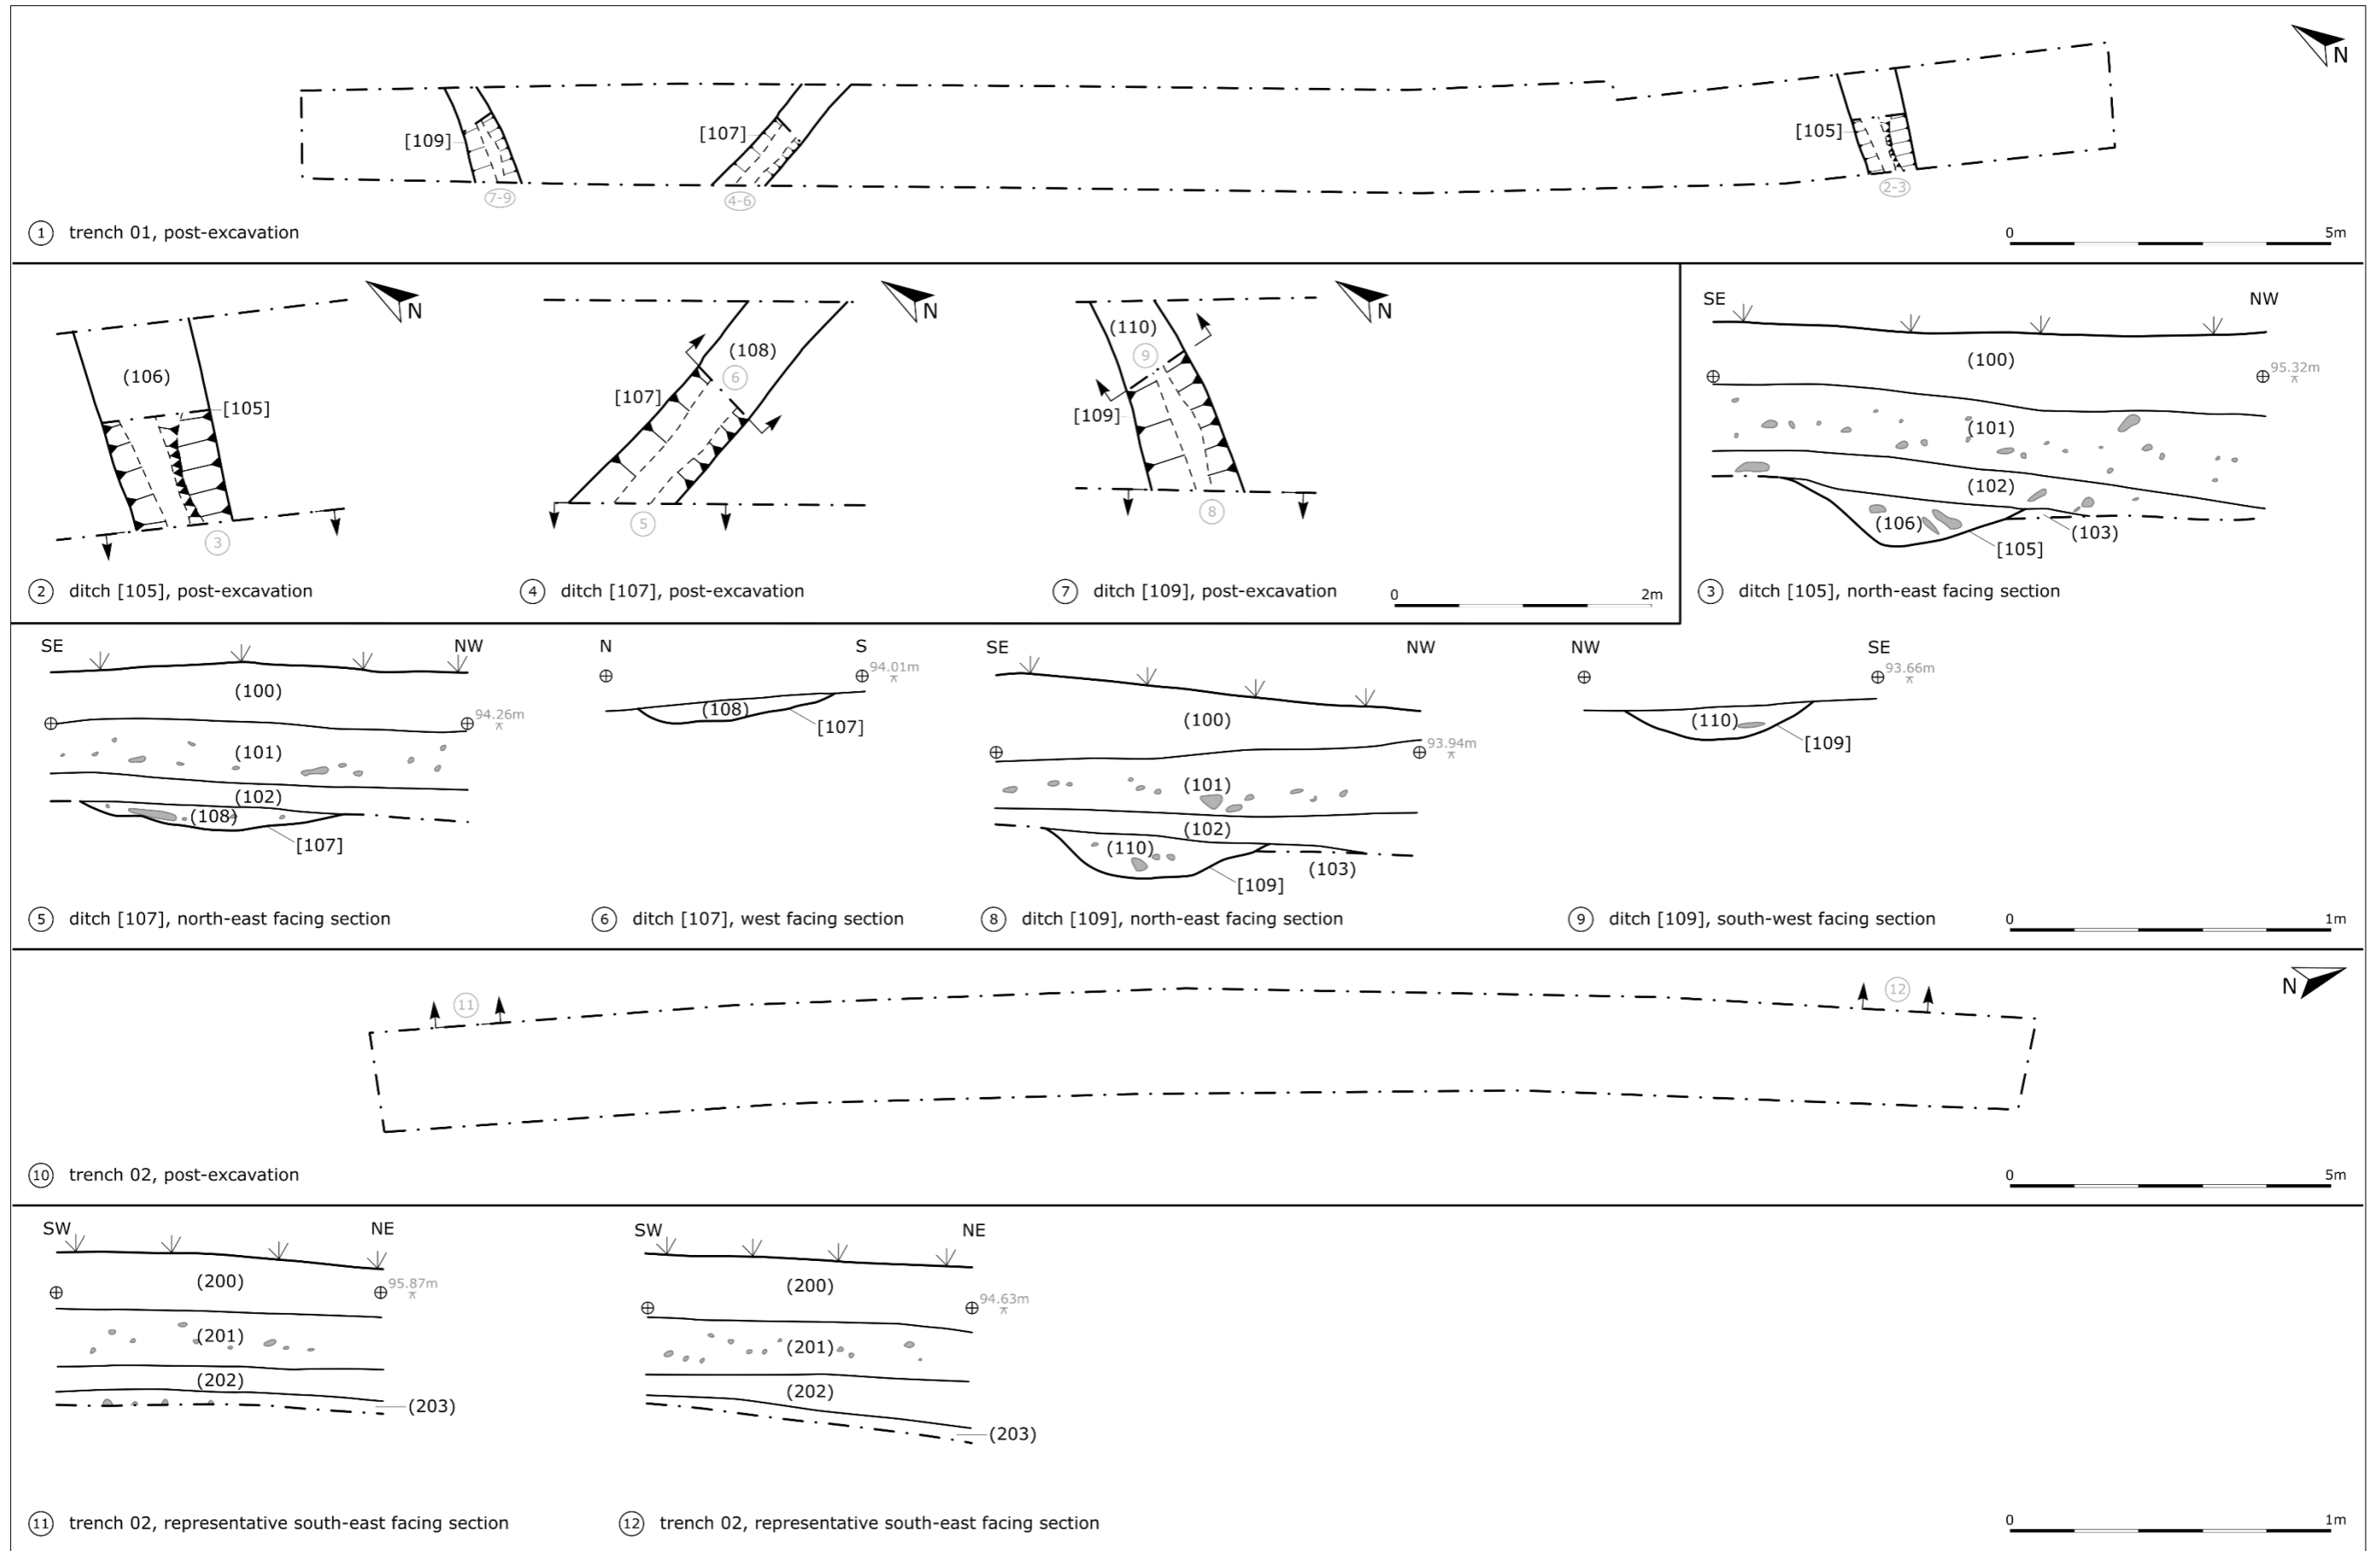 N
[109]
[107]
[105]
7-9
4-6
2-3
1 trench 01, post-excavation
0 5m
N
(106)
[105]
3
2 ditch [105], post-excavation
N
(108)
6
[107]
5
4 ditch [107], post-excavation
N
(110)
9
[109]
8
7 ditch [109], post-excavation
0 2m
SE NW
(100)
95.32m
(101)
(102)
(106)
(103)
[105]
3 ditch [105], north-east facing section
SE NW
(100)
94.26m
(101)
(102)
(108)
[107]
5 ditch [107], north-east facing section
N S
94.01m
(108)
[107]
6 ditch [107], west facing section
SE NW
(100)
93.94m
(101)
(102)
(110)
(103)
[109]
8 ditch [109], north-east facing section
NW SE
93.66m
(110)
[109]
9 ditch [109], south-west facing section
0 1m
11
12
N
10 trench 02, post-excavation
0 5m
SW NE
(200)
95.87m
(201)
(202)
(203)
11 trench 02, representative south-east facing section
SW NE
(200)
94.63m
(201)
(202)
(203)
12 trench 02, representative south-east facing section
0 1m